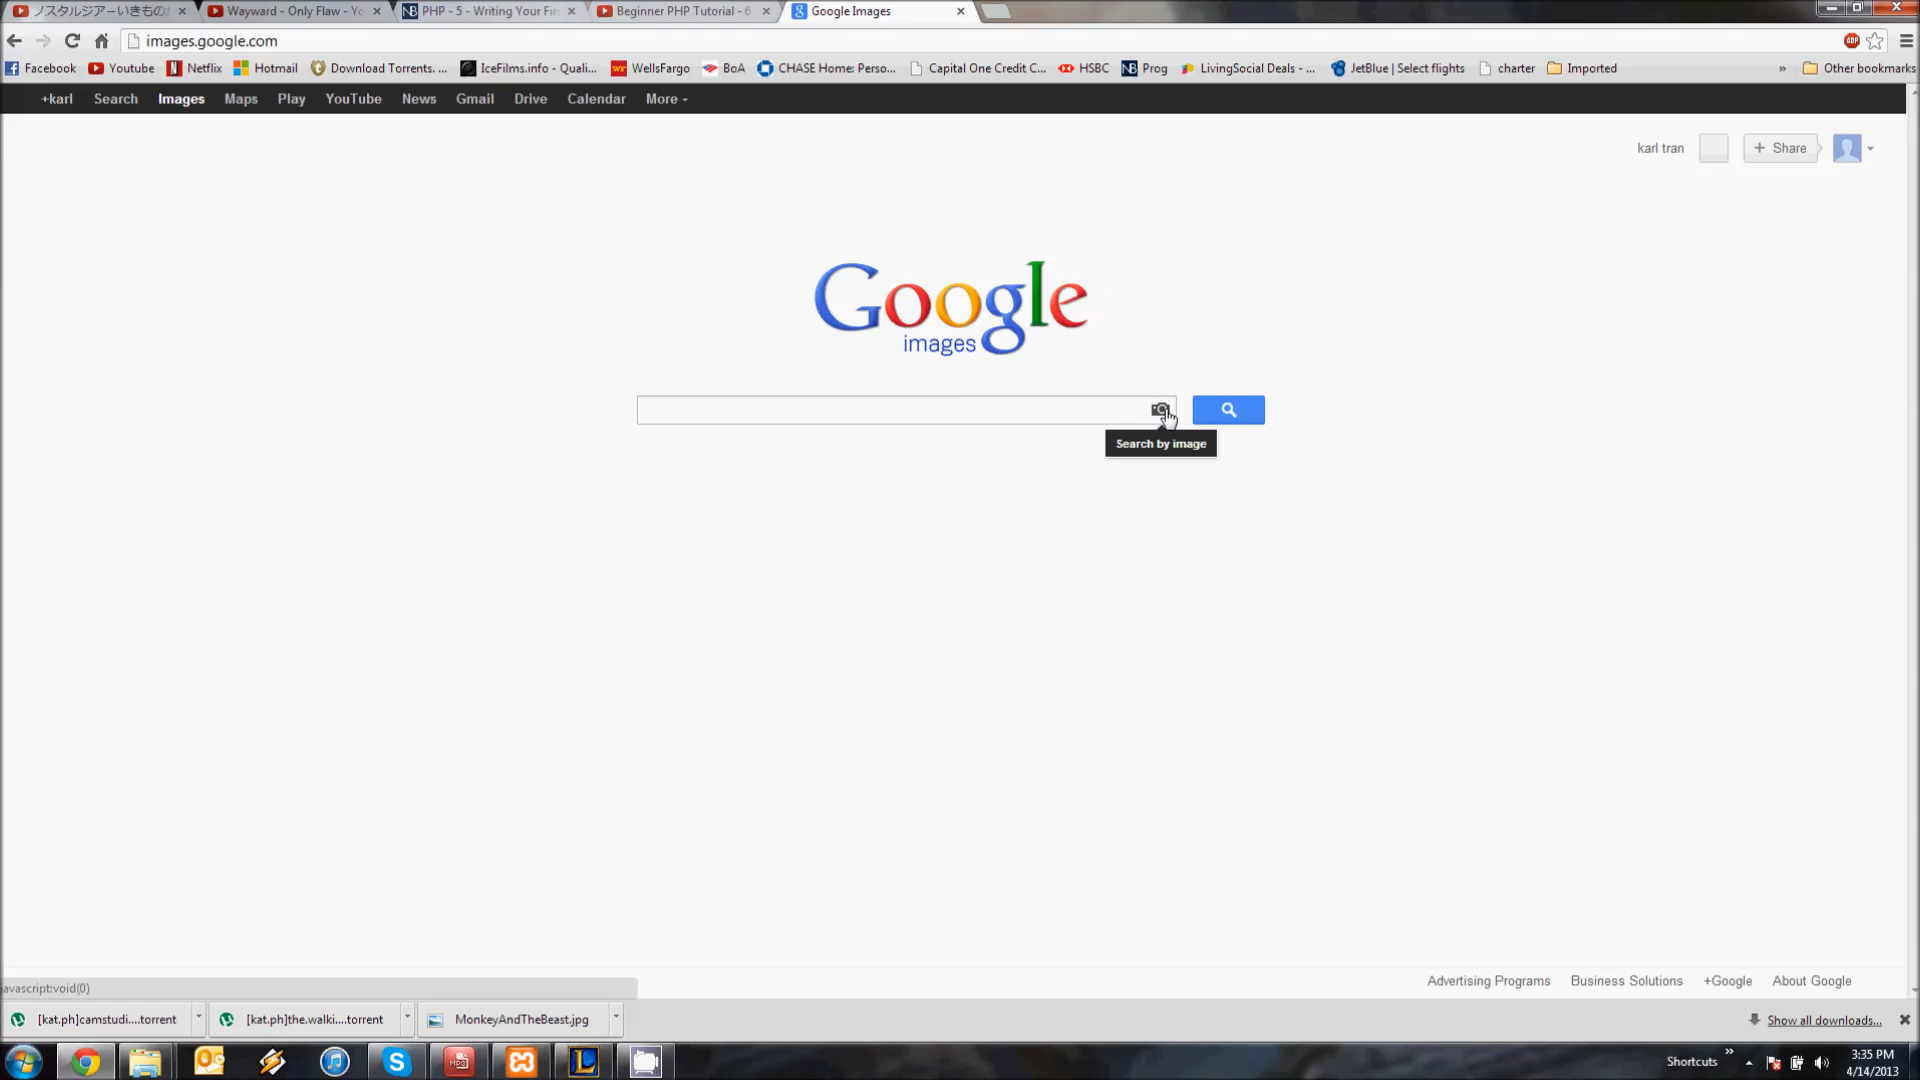 ノスタルジアーいきものが
Wayward - Only Flaw - Yo
PHP - 5 - Writing Your Firs
Beginner PHP Tutorial - 6
Google Images
images.google.com
ABP
Facebook Youtube Netflix Hotmail Download Torrents. ... IceFilms.info - Quali... WellsFargo BoA CHASE Home: Perso... Capital One Credit C... HSBC NB Prog LivingSocial Deals - ... JetBlue | Select flights charter Imported » Other bookmarks
+karl Search Images Maps Play YouTube News Gmail Drive Calendar More
karl tran + Share
Google
images
Search by image
Advertising Programs Business Solutions +Google About Google
javascript:void(0)
[kat.ph]camstudi....torrent [kat.ph]the.walki....torrent MonkeyAndTheBeast.jpg Show all downloads...
Shortcuts » 3:35 PM
4/14/2013